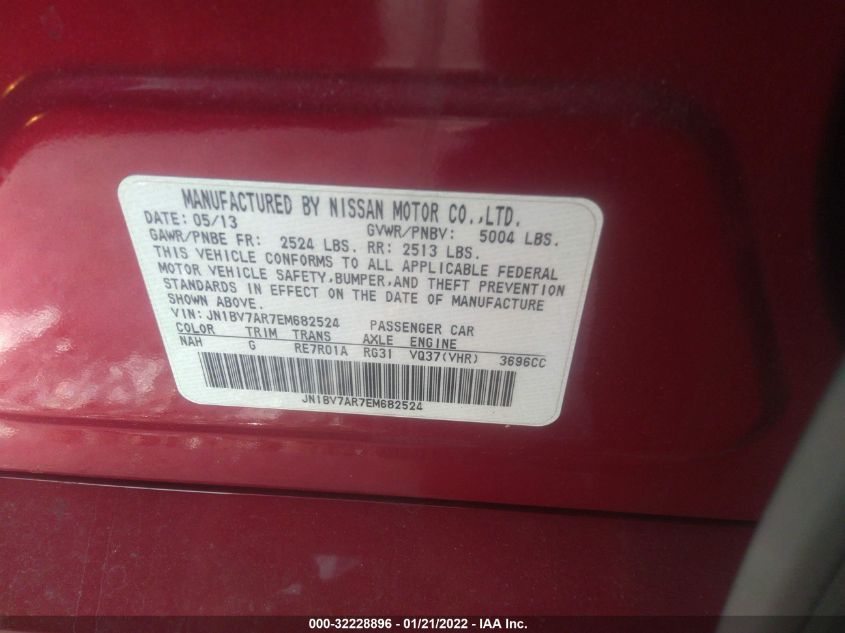 MANUFACTURED BY NISSAN MOTOR CO.,LTD.
DATE: 05/13 GVWR/PNBV: 5004 LBS.
GAWR/PNBE FR: 2524 LBS. RR: 2513 LBS.
THIS VEHICLE CONFORMS TO ALL APPLICABLE FEDERAL
MOTOR VEHICLE SAFETY,BUMPER,AND THEFT PREVENTION
STANDARDS IN EFFECT ON THE DATE OF MANUFACTURE
SHOWN ABOVE.
VIN: JN1BV7AR7EM682524 PASSENGER CAR
COLOR TRIM TRANS AXLE ENGINE
NAH G RE7R01A RG31 VQ37(VHR) 3696CC
JN1BV7AR7EM682524
000-32228896 - 01/21/2022 - IAA Inc.